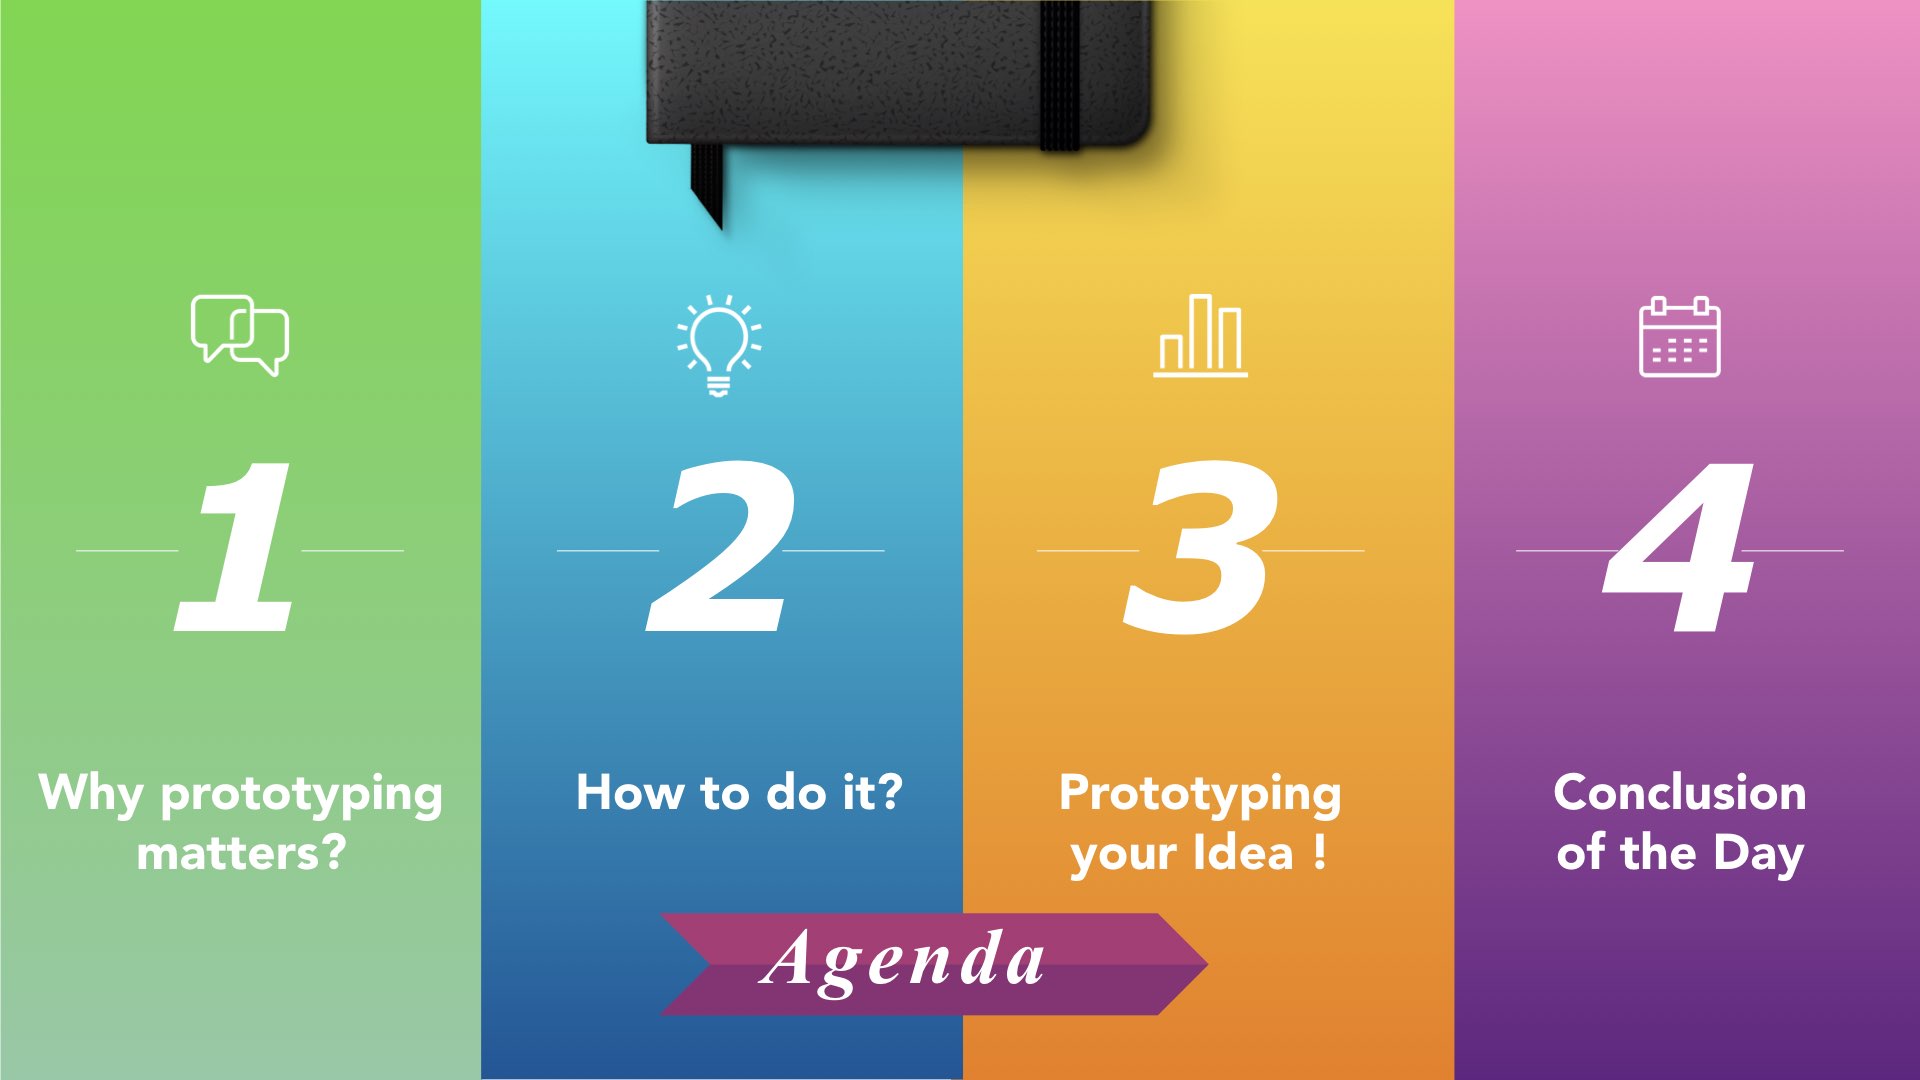 1
2
3
4
Why prototyping
matters?
How to do it?
Prototyping
your Idea !
Conclusion
of the Day
Agenda